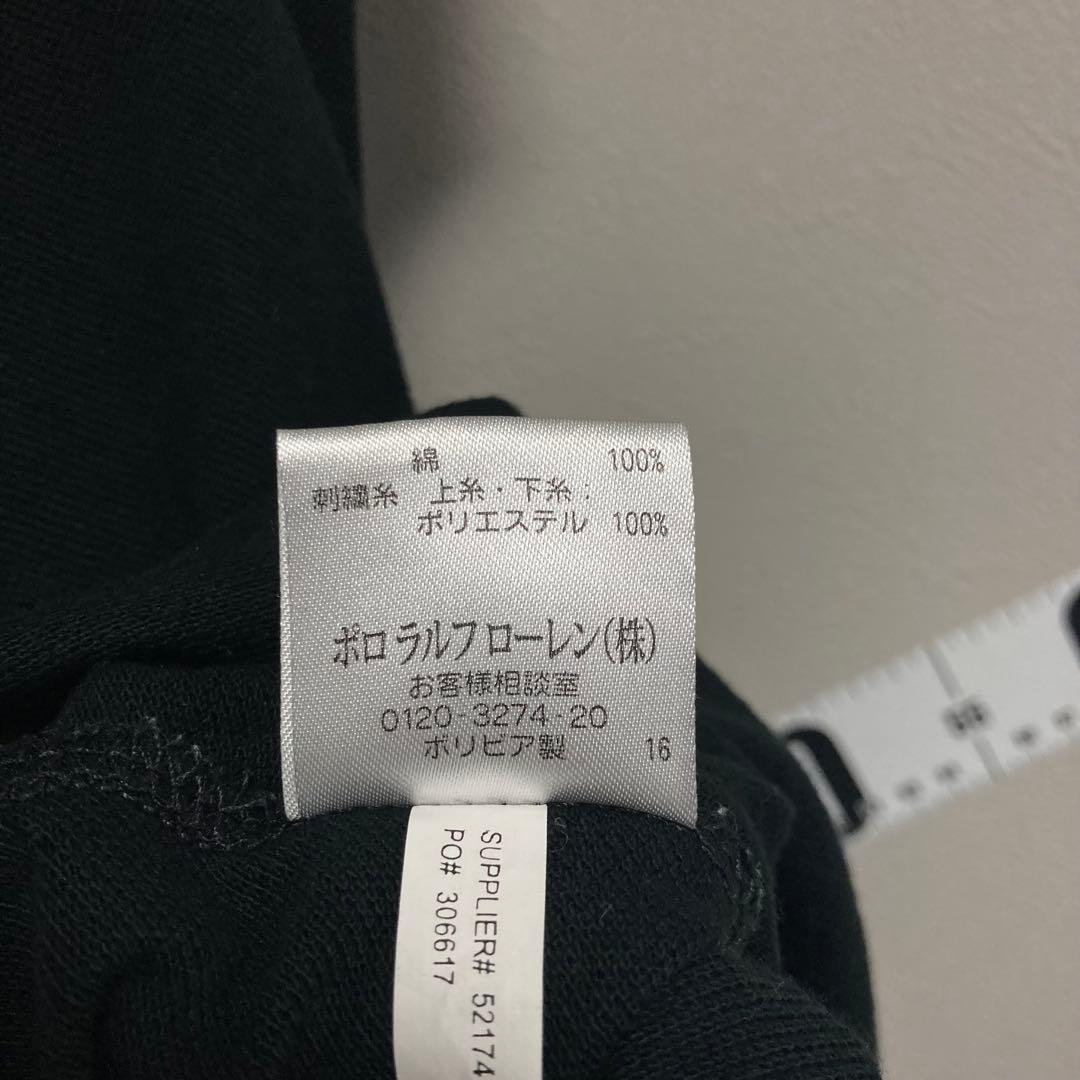 綿 100%
刺繍糸 上糸・下糸:
ポリエステル 100%
ポロ ラルフ ローレン(株)
お客様相談室
0120-3274-20
ボリビア製 16
SUPPLIER# 52174
PO# 306617